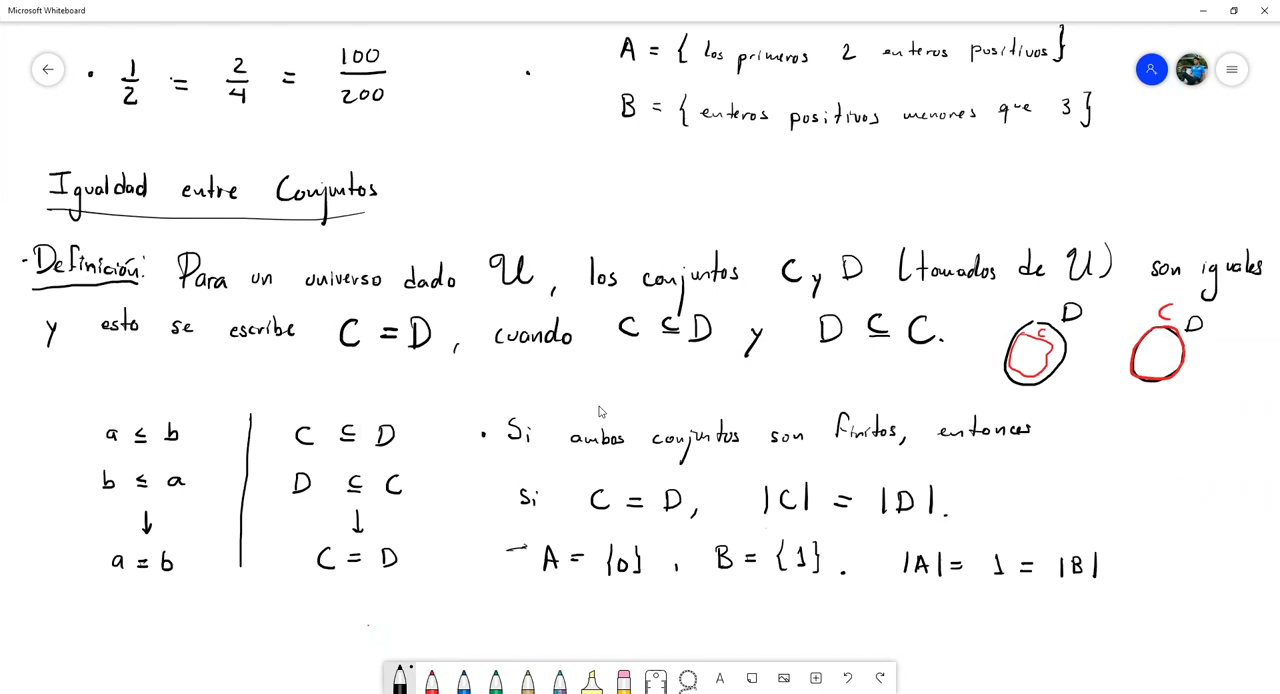 Microsoft Whiteboard
· 1/2 = 2/4 = 100/200
· A = { los primeros 2 enteros positivos}
B = { enteros positivos menores que 3 }
Igualdad entre Conjuntos
· Definición: Para un universo dado U, los conjuntos C y D (tomados de U) son iguales
y esto se escribe C = D, cuando C ⊆ D y D ⊆ C.
C D
C D
a ≤ b
b ≤ a
↓
a = b
C ⊆ D
D ⊆ C
↓
C = D
· Si ambos conjuntos son finitos, entonces
Si C = D, |C| = |D|.
- A = {0}, B = {1}. |A| = 1 = |B|
A